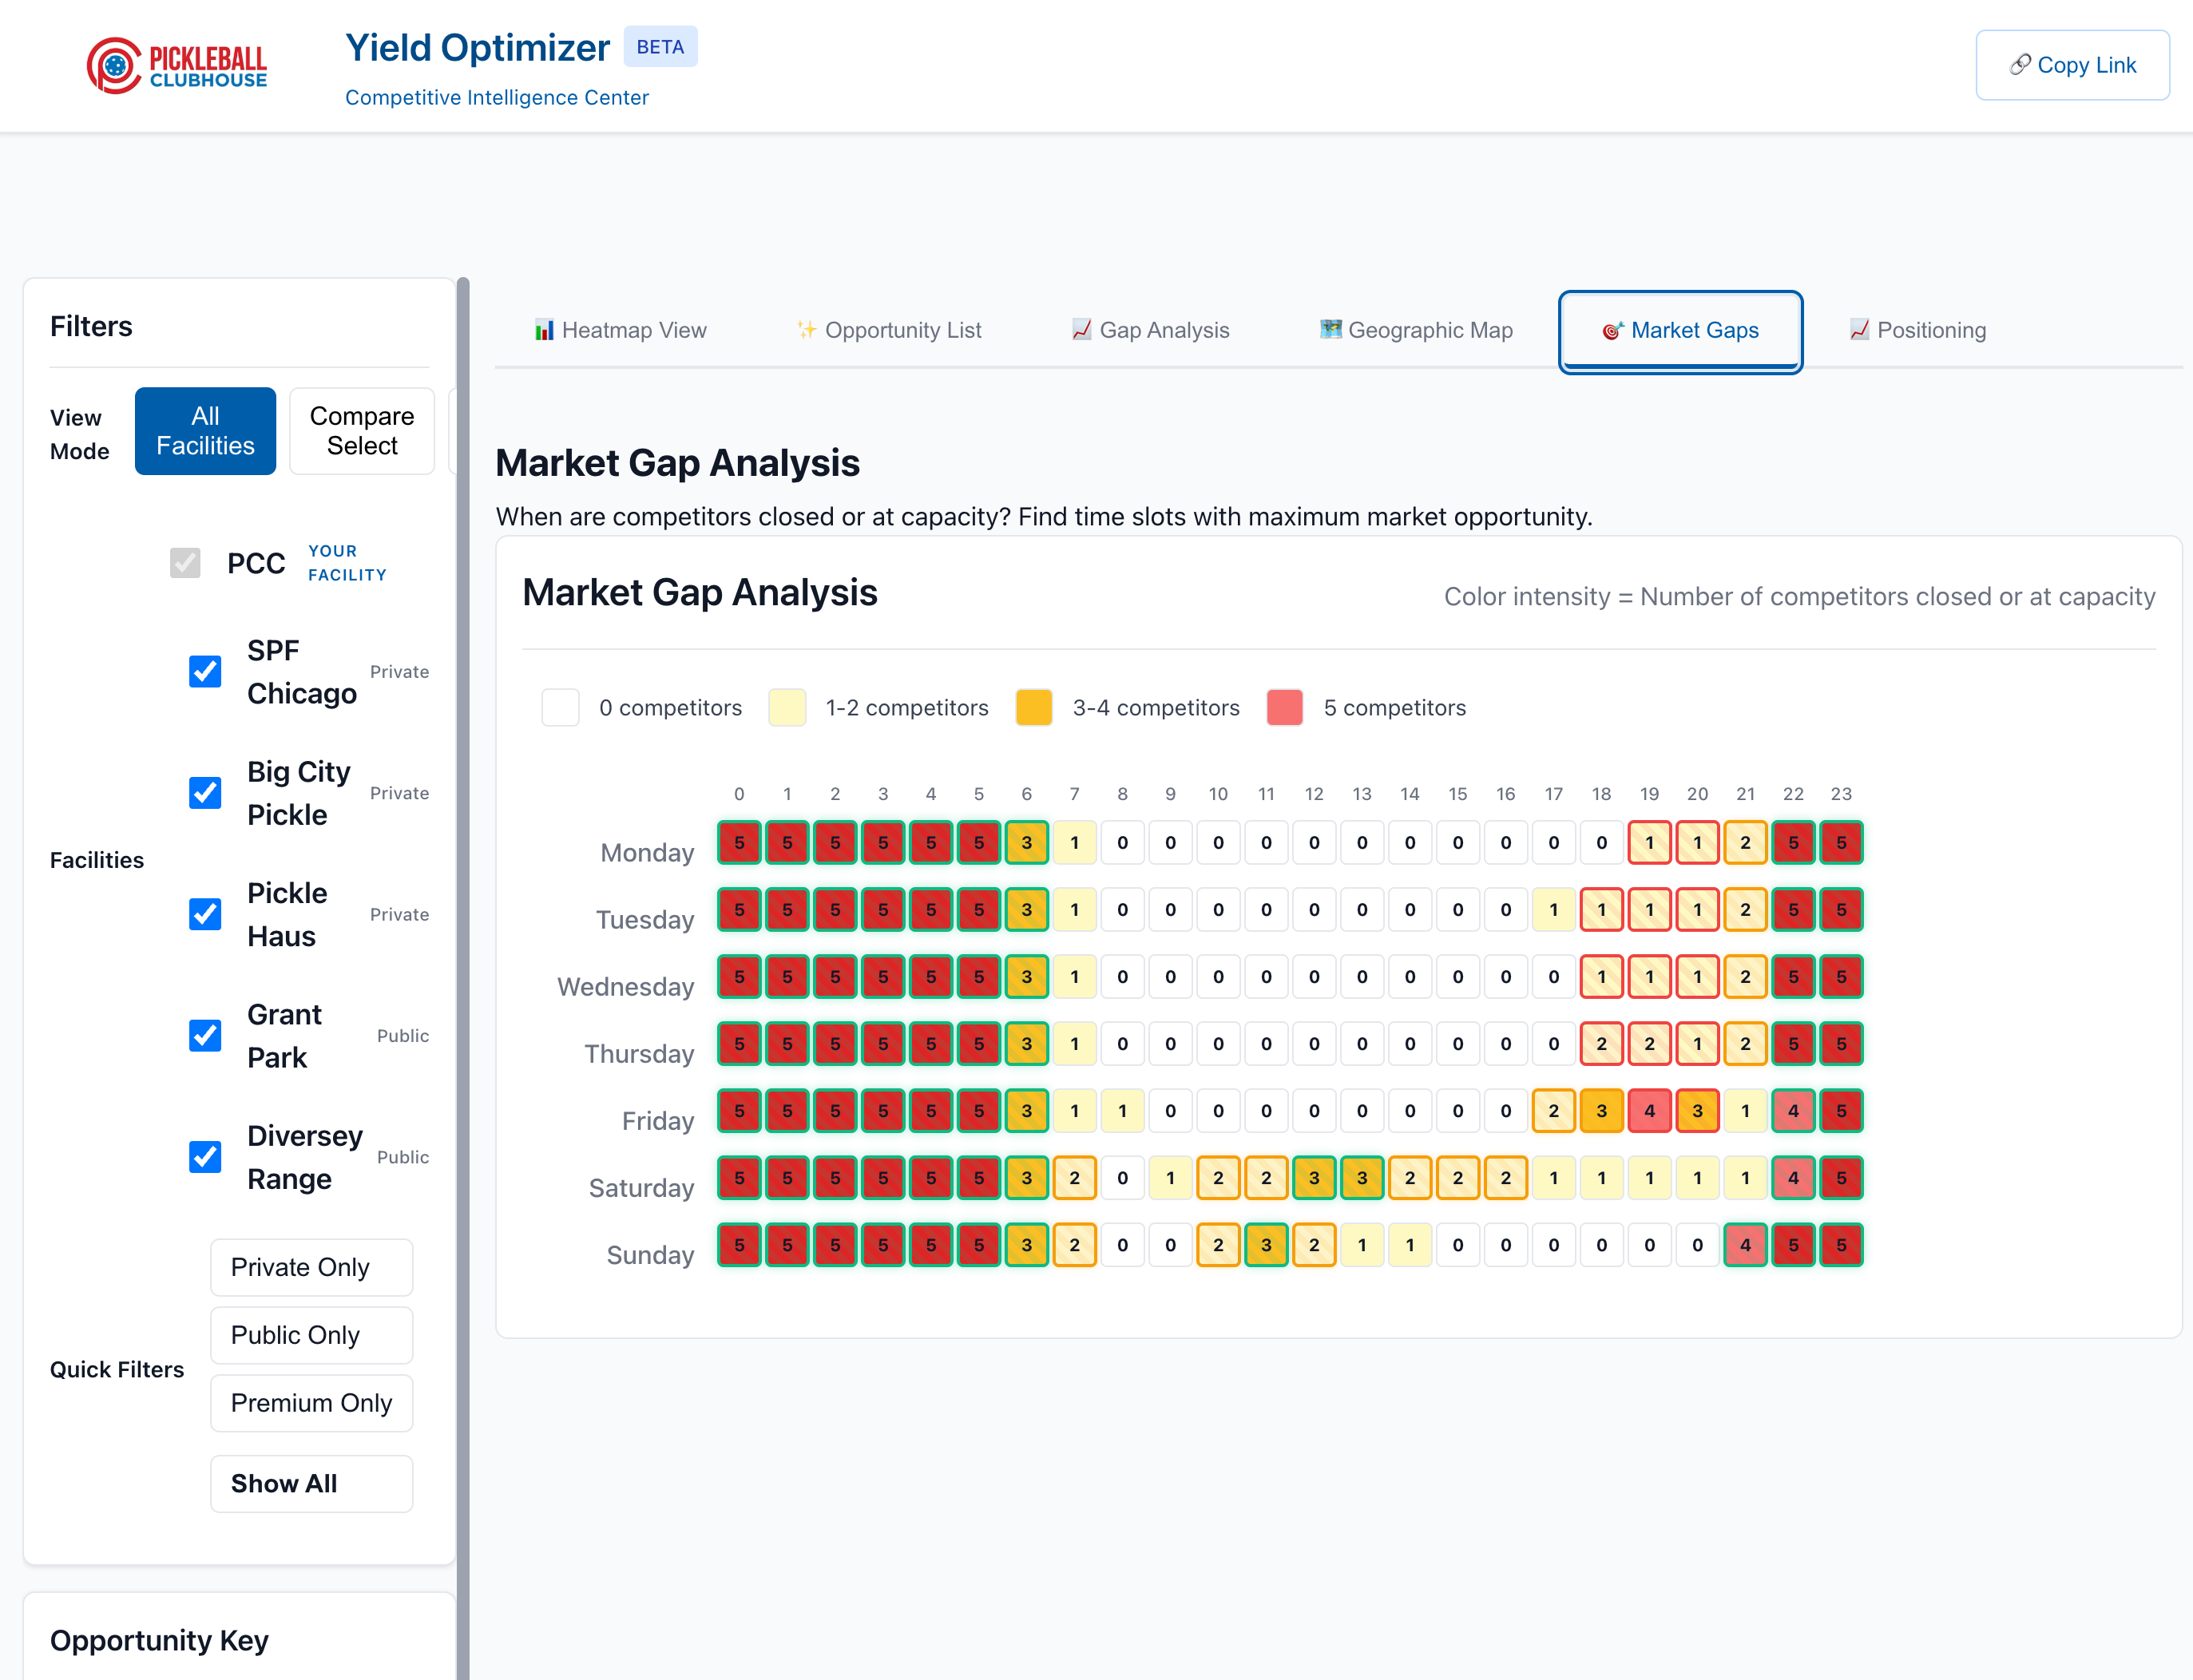 PICKLEBALL
CLUBHOUSE
Yield Optimizer BETA
Competitive Intelligence Center
Copy Link
Filters
View
Mode
All
Facilities
Compare
Select
Facilities
PCC YOUR
FACILITY
SPF
Chicago Private
Big City
Pickle Private
Pickle
Haus Private
Grant
Park Public
Diversey
Range Public
Quick Filters
Private Only
Public Only
Premium Only
Show All
Opportunity Key
Heatmap View Opportunity List Gap Analysis Geographic Map Market Gaps Positioning
Market Gap Analysis
When are competitors closed or at capacity? Find time slots with maximum market opportunity.
Market Gap Analysis Color intensity = Number of competitors closed or at capacity
0 competitors 1-2 competitors 3-4 competitors 5 competitors
0 1 2 3 4 5 6 7 8 9 10 11 12 13 14 15 16 17 18 19 20 21 22 23
Monday 5 5 5 5 5 5 3 1 0 0 0 0 0 0 0 0 0 0 0 1 1 2 5 5
Tuesday 5 5 5 5 5 5 3 1 0 0 0 0 0 0 0 0 0 1 1 1 1 2 5 5
Wednesday 5 5 5 5 5 5 3 1 0 0 0 0 0 0 0 0 0 0 1 1 1 2 5 5
Thursday 5 5 5 5 5 5 3 1 0 0 0 0 0 0 0 0 0 0 2 2 1 2 5 5
Friday 5 5 5 5 5 5 3 1 1 0 0 0 0 0 0 0 0 2 3 4 3 1 4 5
Saturday 5 5 5 5 5 5 3 2 0 1 2 2 3 3 2 2 2 1 1 1 1 1 4 5
Sunday 5 5 5 5 5 5 3 2 0 0 2 3 2 1 1 0 0 0 0 0 0 4 5 5